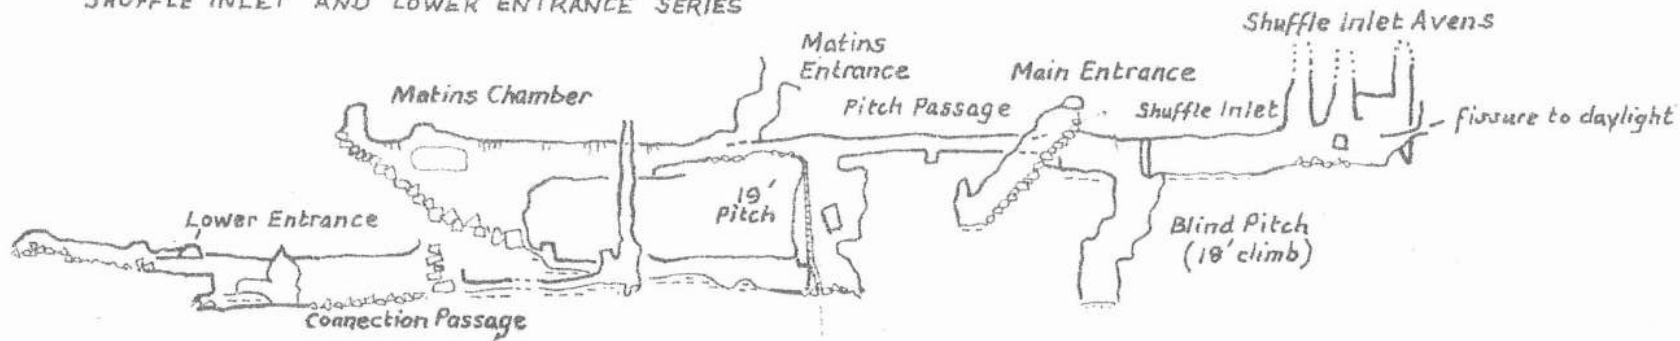 SHUFFLE INLET AND LOWER ENTRANCE SERIES
Shuffle Inlet Avens
Matins
Entrance
Main Entrance
Matins Chamber
Pitch Passage
Shuffle Inlet
fissure to daylight
19'
Pitch
Lower Entrance
Blind Pitch
(18' climb)
Connection Passage